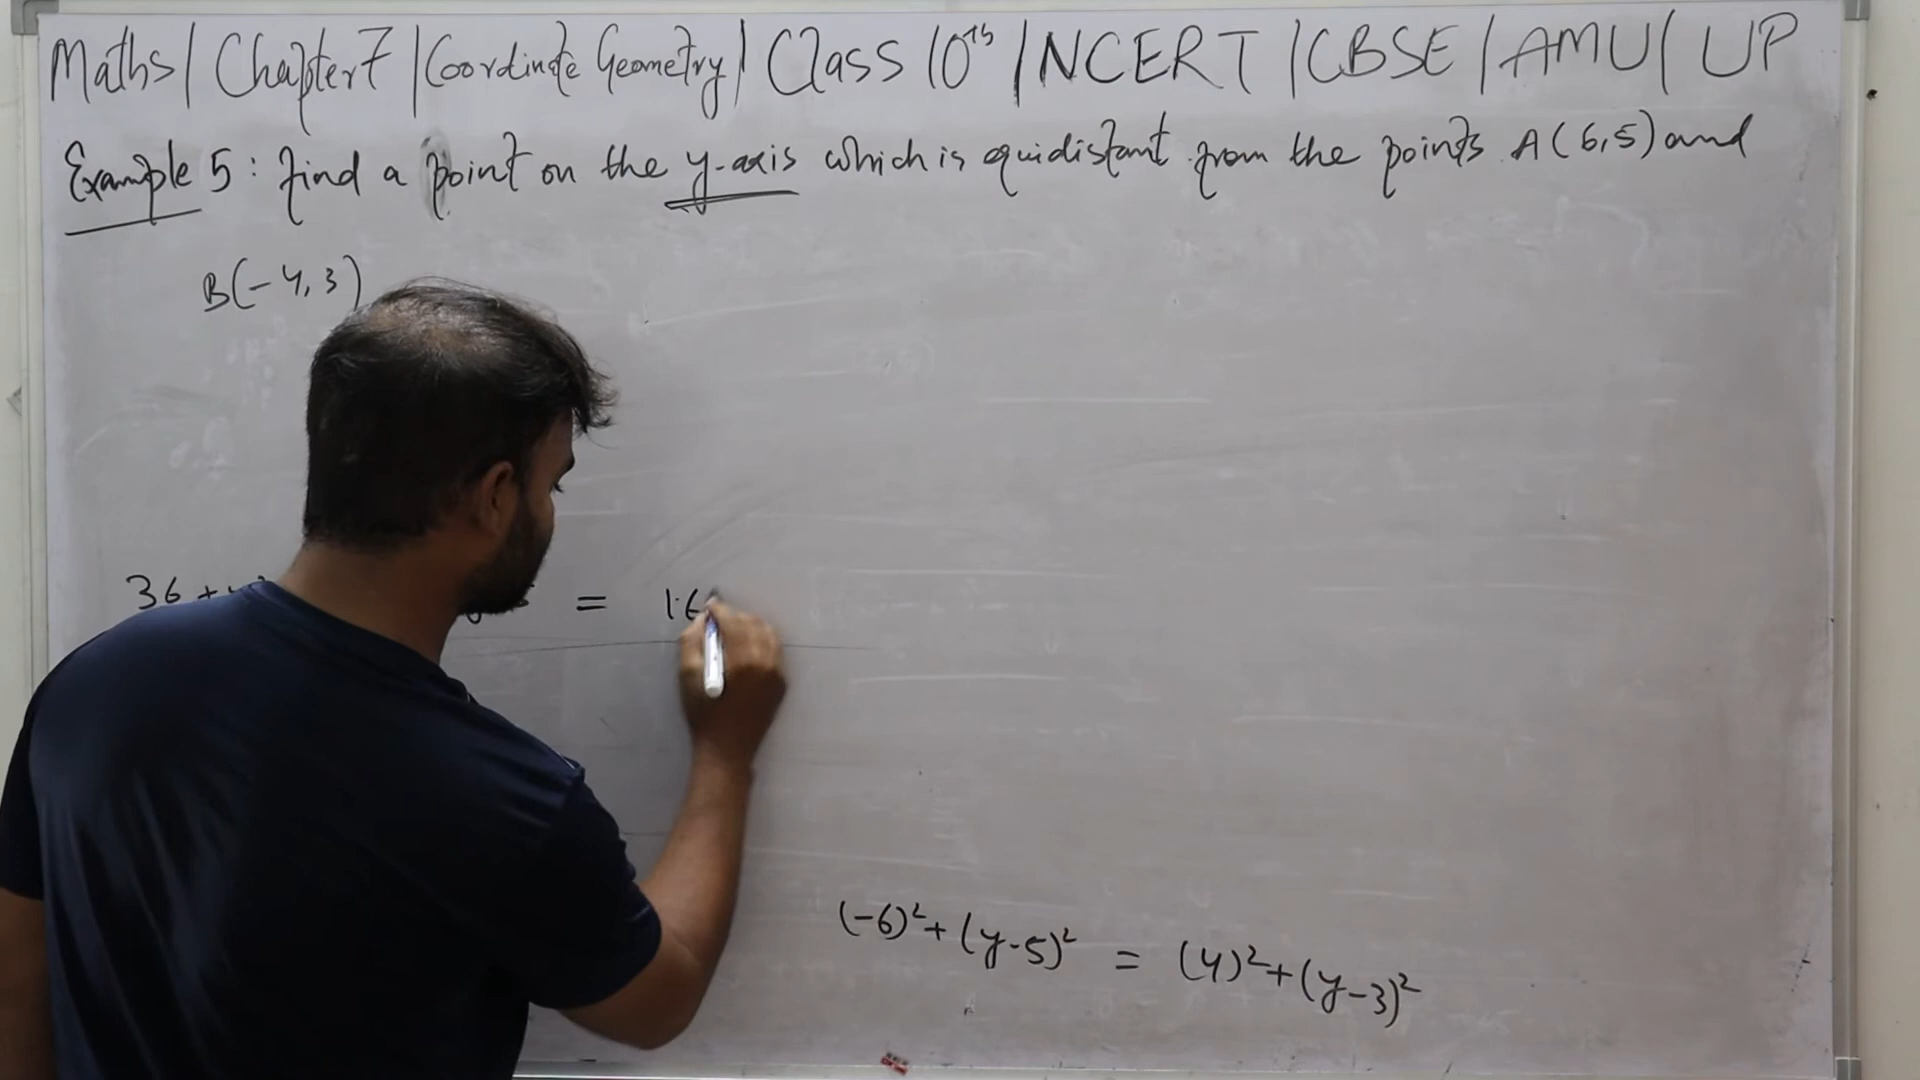 Maths | Chapter 7 | Coordinate Geometry | Class 10th | NCERT | CBSE | AMU | UP
Example 5: find a point on the y-axis which is equidistant from the points A(6,5) and
B(-4,3)
36 + = 16
(-6)²+(y-5)² = (4)²+(y-3)²